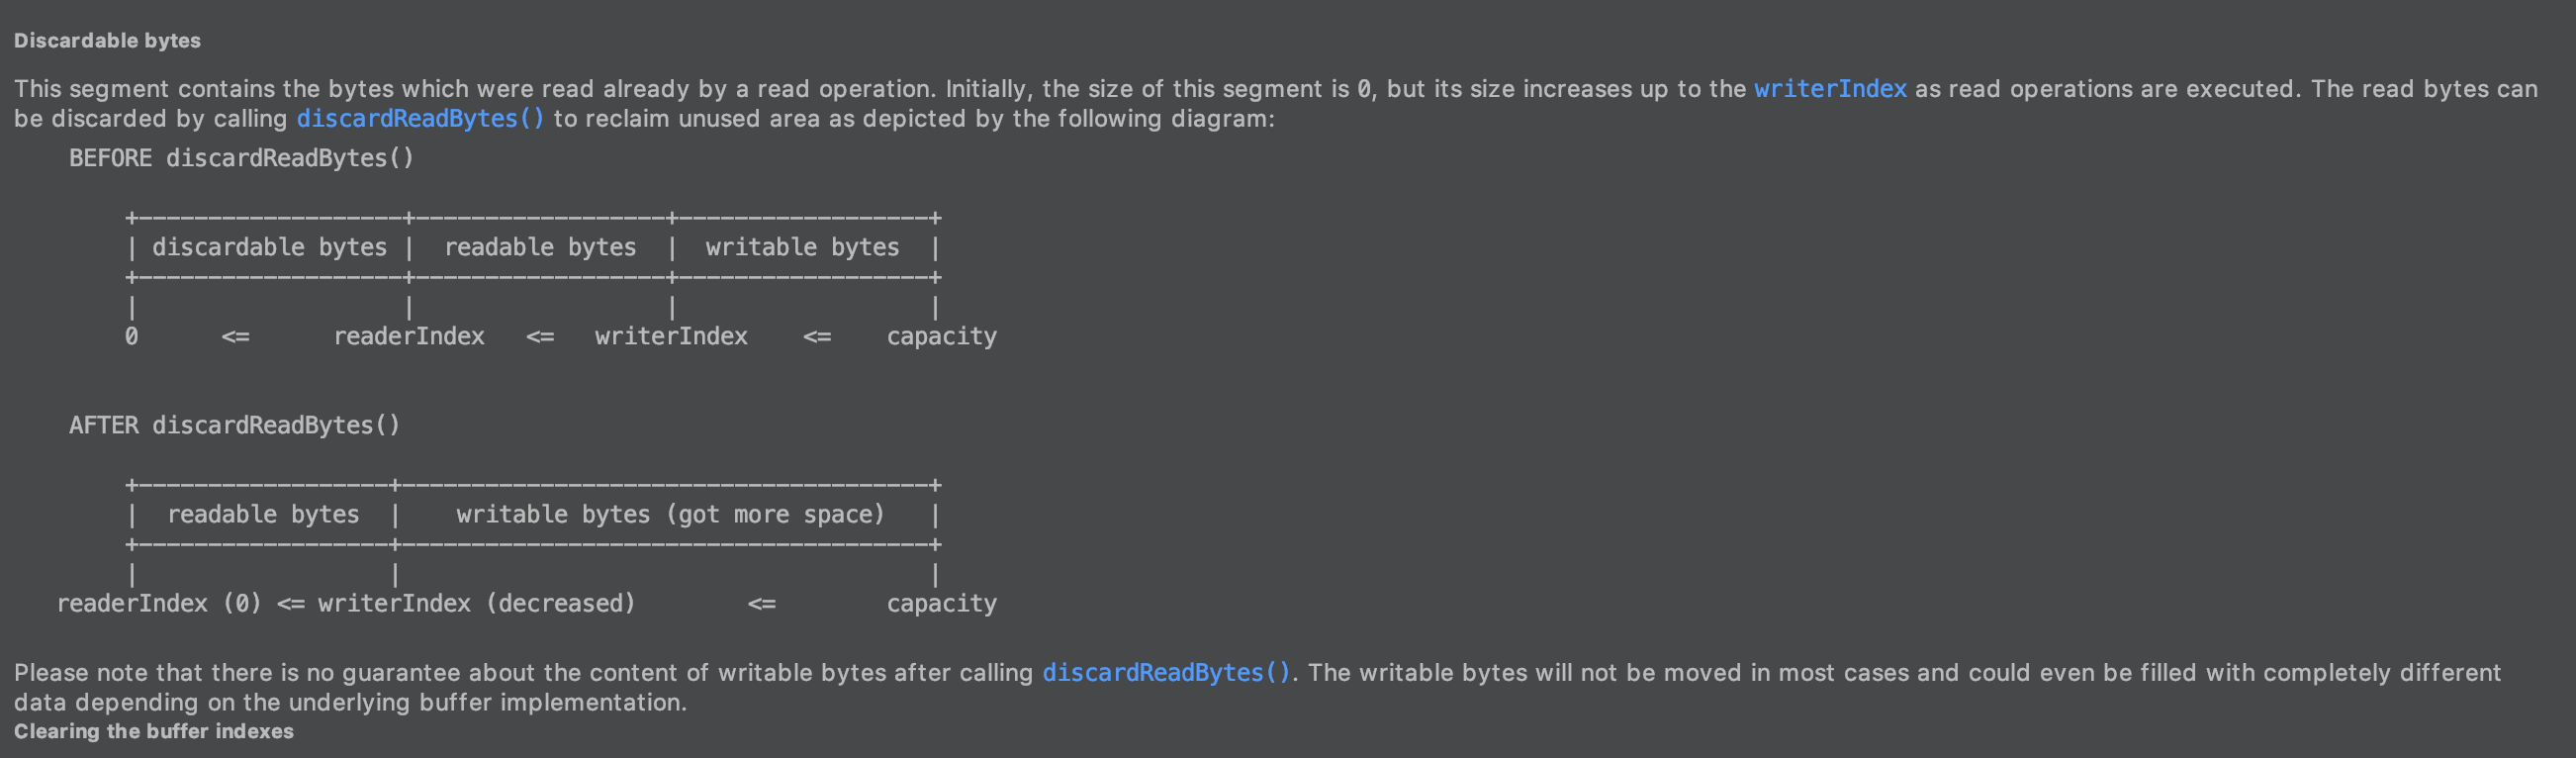 Discardable bytes
This segment contains the bytes which were read already by a read operation. Initially, the size of this segment is 0, but its size increases up to the writerIndex as read operations are executed. The read bytes can
be discarded by calling discardReadBytes() to reclaim unused area as depicted by the following diagram:
BEFORE discardReadBytes()
+-------------------+------------------+------------------+
| discardable bytes |  readable bytes  |  writable bytes  |
+-------------------+------------------+------------------+
|                   |                  |                  |
0      <=      readerIndex   <=   writerIndex    <=    capacity
AFTER discardReadBytes()
+------------------+--------------------------------------+
|  readable bytes  |    writable bytes (got more space)   |
+------------------+--------------------------------------+
|                  |                                      |
readerIndex (0) <= writerIndex (decreased)        <=        capacity
Please note that there is no guarantee about the content of writable bytes after calling discardReadBytes(). The writable bytes will not be moved in most cases and could even be filled with completely different
data depending on the underlying buffer implementation.
Clearing the buffer indexes